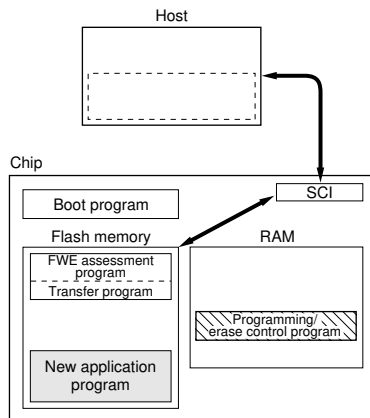 Host
Chip
SCI
Boot program
Flash memory
RAM
FWE assessment
program
Transfer program
Programming/
erase control program
New application
program